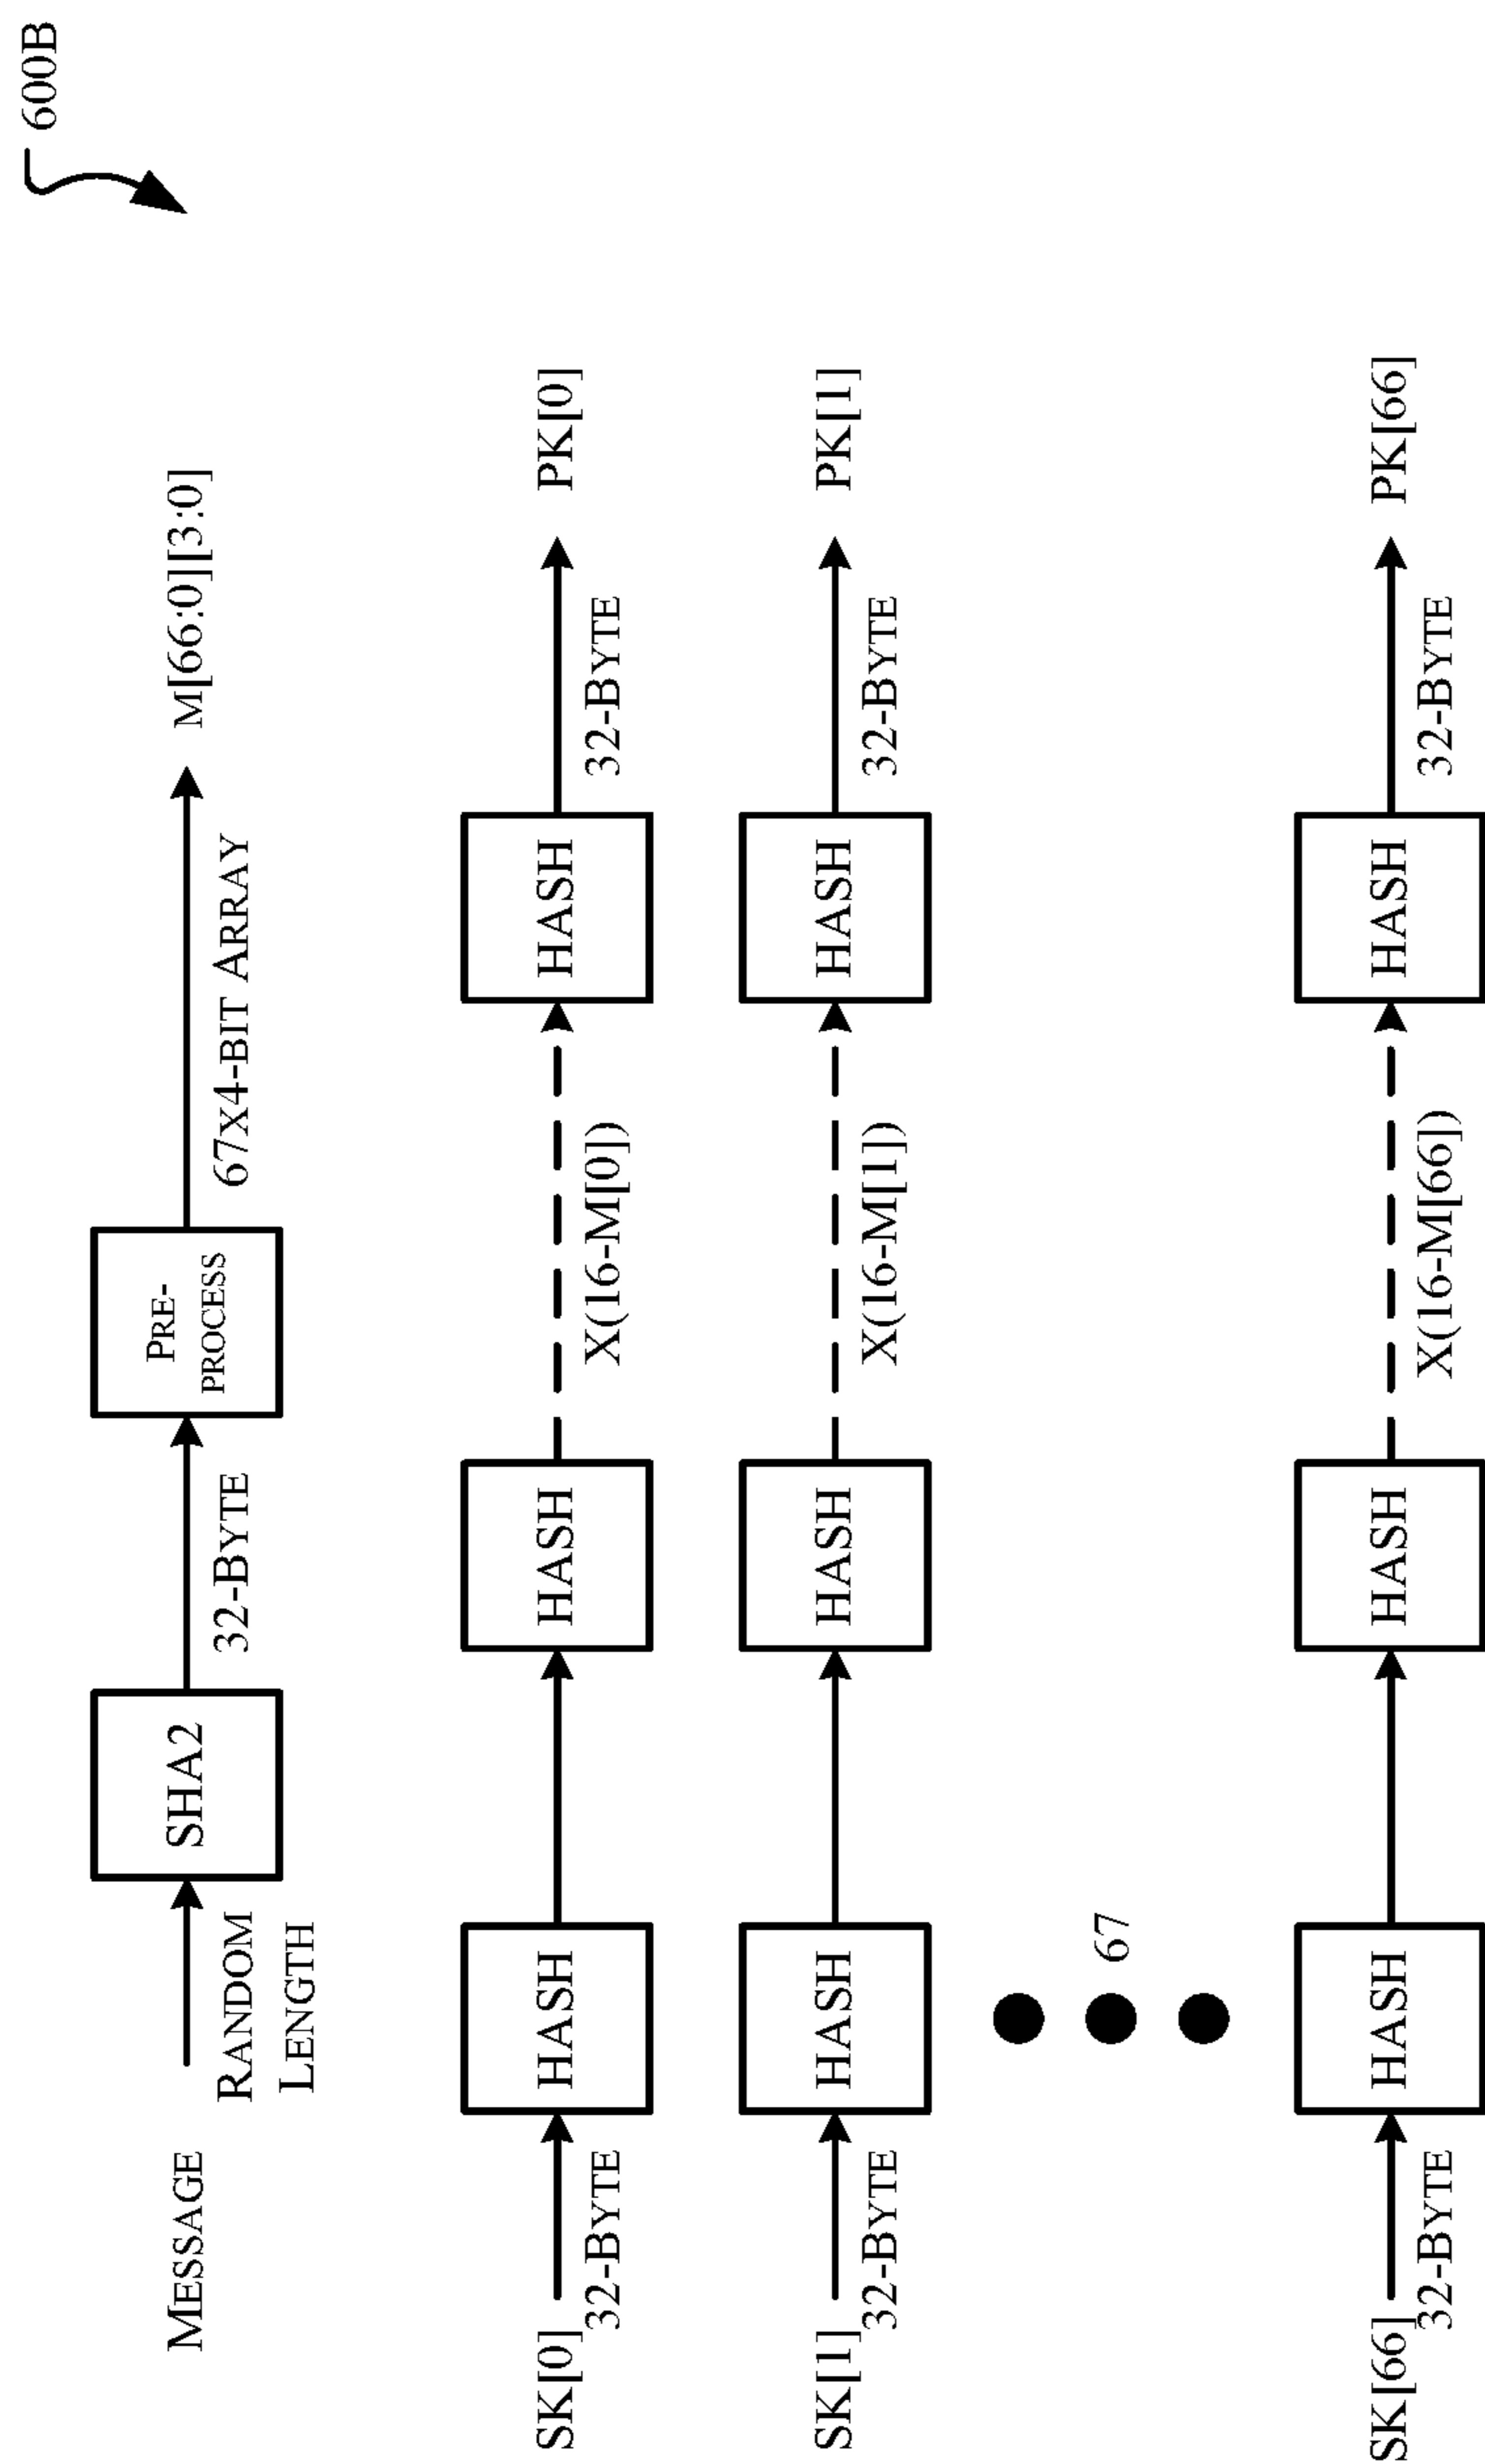 600B
MESSAGE
RANDOM
LENGTH
SHA2
32-BYTE
PRE-
PROCESS
67X4-BIT ARRAY
M[66:0][3:0]
SK[0]
32-BYTE
HASH
HASH
X(16-M[0])
HASH
32-BYTE
PK[0]
SK[1]
32-BYTE
HASH
HASH
X(16-M[1])
HASH
32-BYTE
PK[1]
67
SK[66]
32-BYTE
HASH
HASH
X(16-M[66])
HASH
32-BYTE
PK[66]